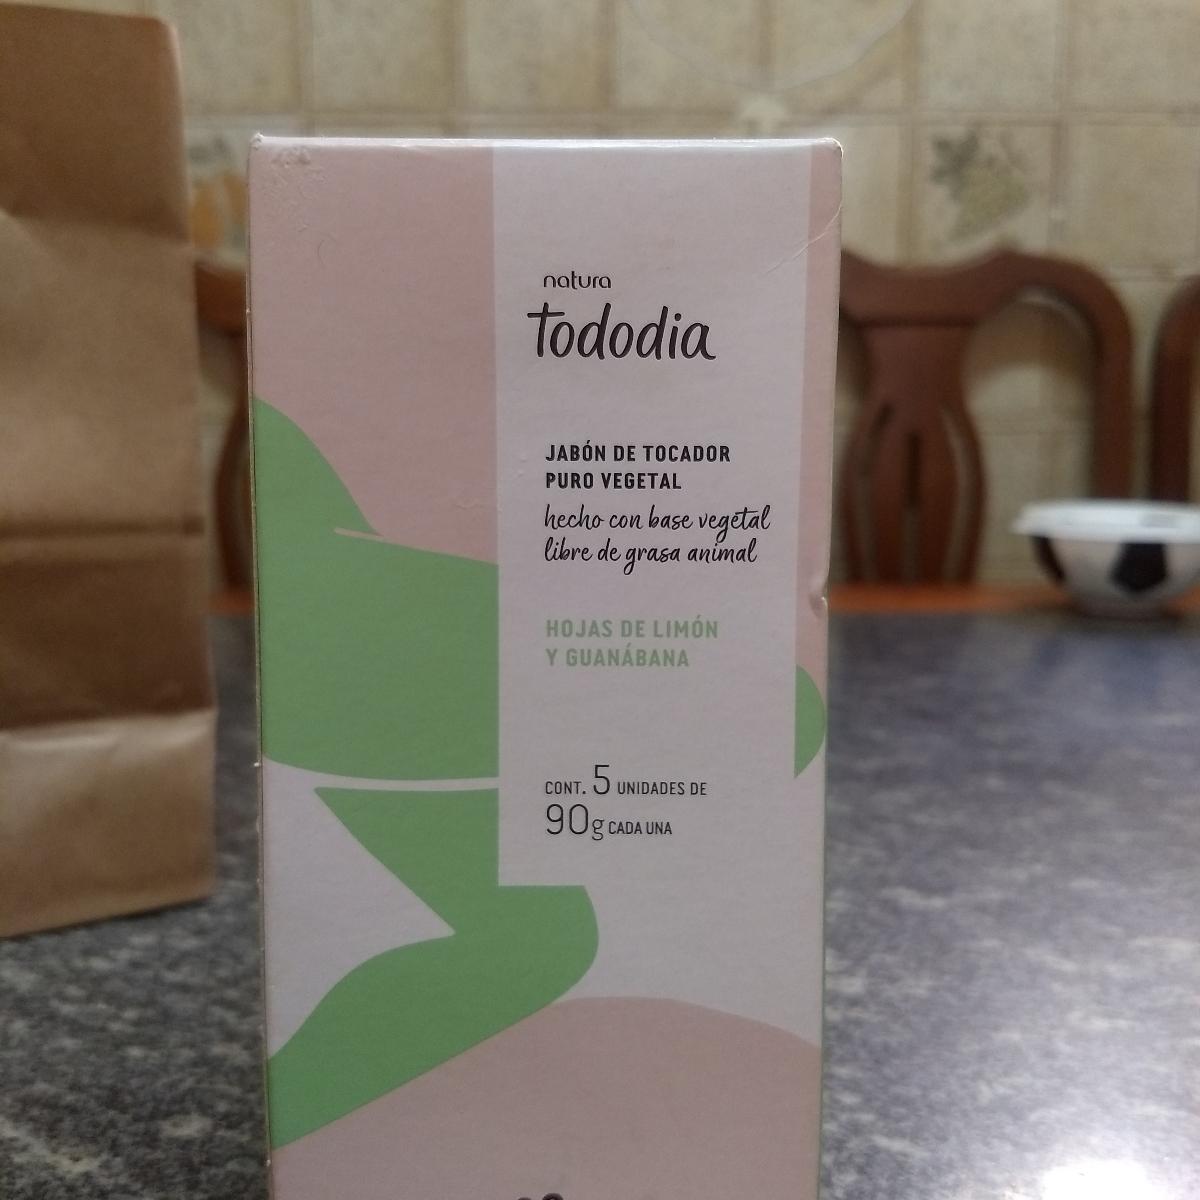 natura
tododia
JABÓN DE TOCADOR
PURO VEGETAL
hecho con base vegetal
libre de grasa animal
HOJAS DE LIMÓN
Y GUANÁBANA
CONT. 5 UNIDADES DE
90g CADA UNA